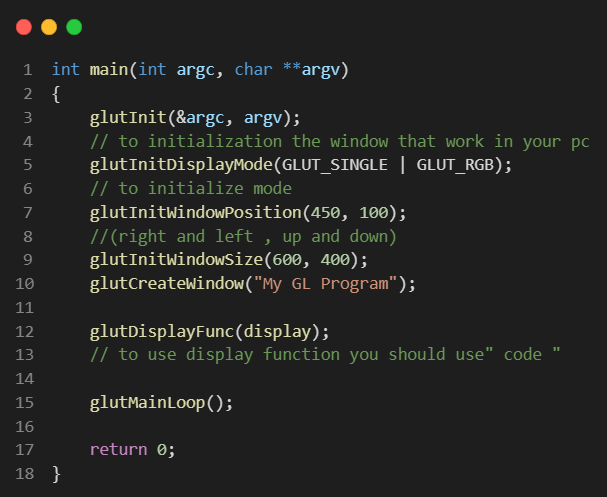 1 int main(int argc, char **argv)
2 {
3     glutInit(&argc, argv);
4     // to initialization the window that work in your pc
5     glutInitDisplayMode(GLUT_SINGLE | GLUT_RGB);
6     // to initialize mode
7     glutInitWindowPosition(450, 100);
8     //(right and left , up and down)
9     glutInitWindowSize(600, 400);
10     glutCreateWindow("My GL Program");
11
12     glutDisplayFunc(display);
13     // to use display function you should use" code "
14
15     glutMainLoop();
16
17     return 0;
18 }